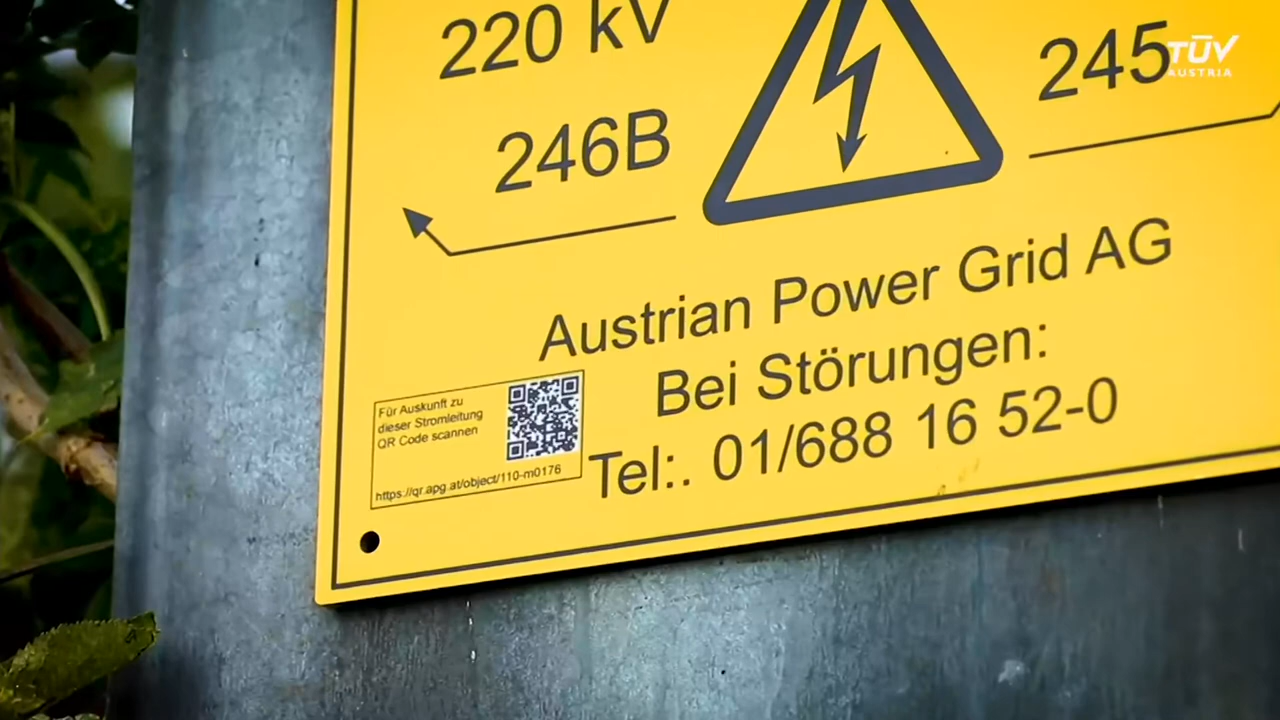 220 kV
246B
245
TÜV
AUSTRIA
Austrian Power Grid AG
Bei Störungen:
Tel:. 01/688 16 52-0
Für Auskunft zu
dieser Stromleitung
QR Code scannen
https://qr.apg.at/object/110-m0176